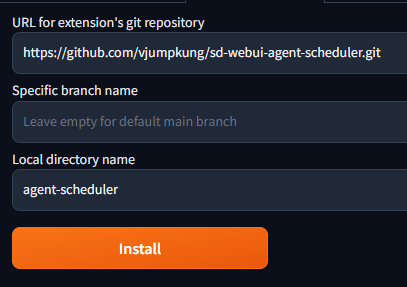 URL for extension's git repository
https://github.com/vjumpkung/sd-webui-agent-scheduler.git
Specific branch name
Leave empty for default main branch
Local directory name
agent-scheduler
Install